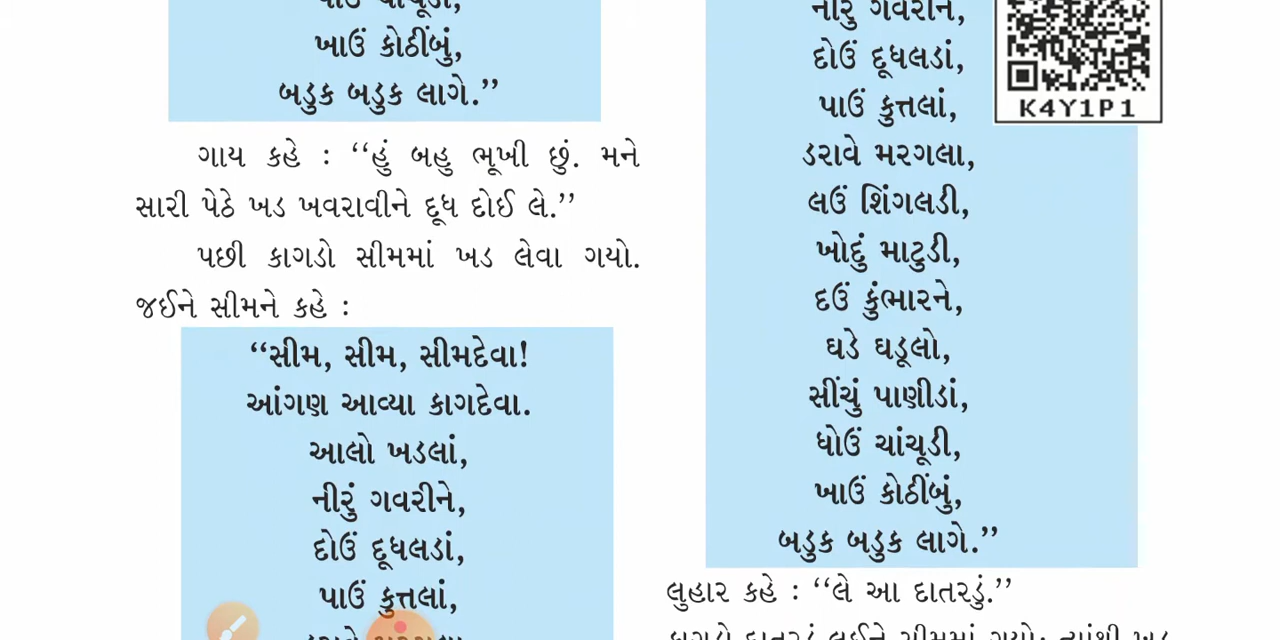 ખાઉં કોઠીંબું,
બડુક બડુક લાગે.”
ગાય કહે : “હું બહુ ભૂખી છું. મને
સારી પેઠે ખડ ખવરાવીને દૂધ દોઈ લે.”
પછી કાગડો સીમમાં ખડ લેવા ગયો.
જઈને સીમને કહે :
“સીમ, સીમ, સીમદેવા!
આંગણ આવ્યા કાગદેવા.
આલો ખડલાં,
નીરું ગવરીને,
દોઉં દૂધલડાં,
પાઉં કુત્તલાં,
નીરું ગવરીને,
દોઉં દૂધલડાં,
પાઉં કુત્તલાં,
ડરાવે મરગલા,
લઉં શિંગલડી,
ખોદું માટુડી,
દઉં કુંભારને,
ઘડે ઘડૂલો,
સીંચું પાણીડાં,
ધોઉં ચાંચૂડી,
ખાઉં કોઠીંબું,
બડુક બડુક લાગે.”
લુહાર કહે : “લે આ દાતરડું.”
K4Y1P1